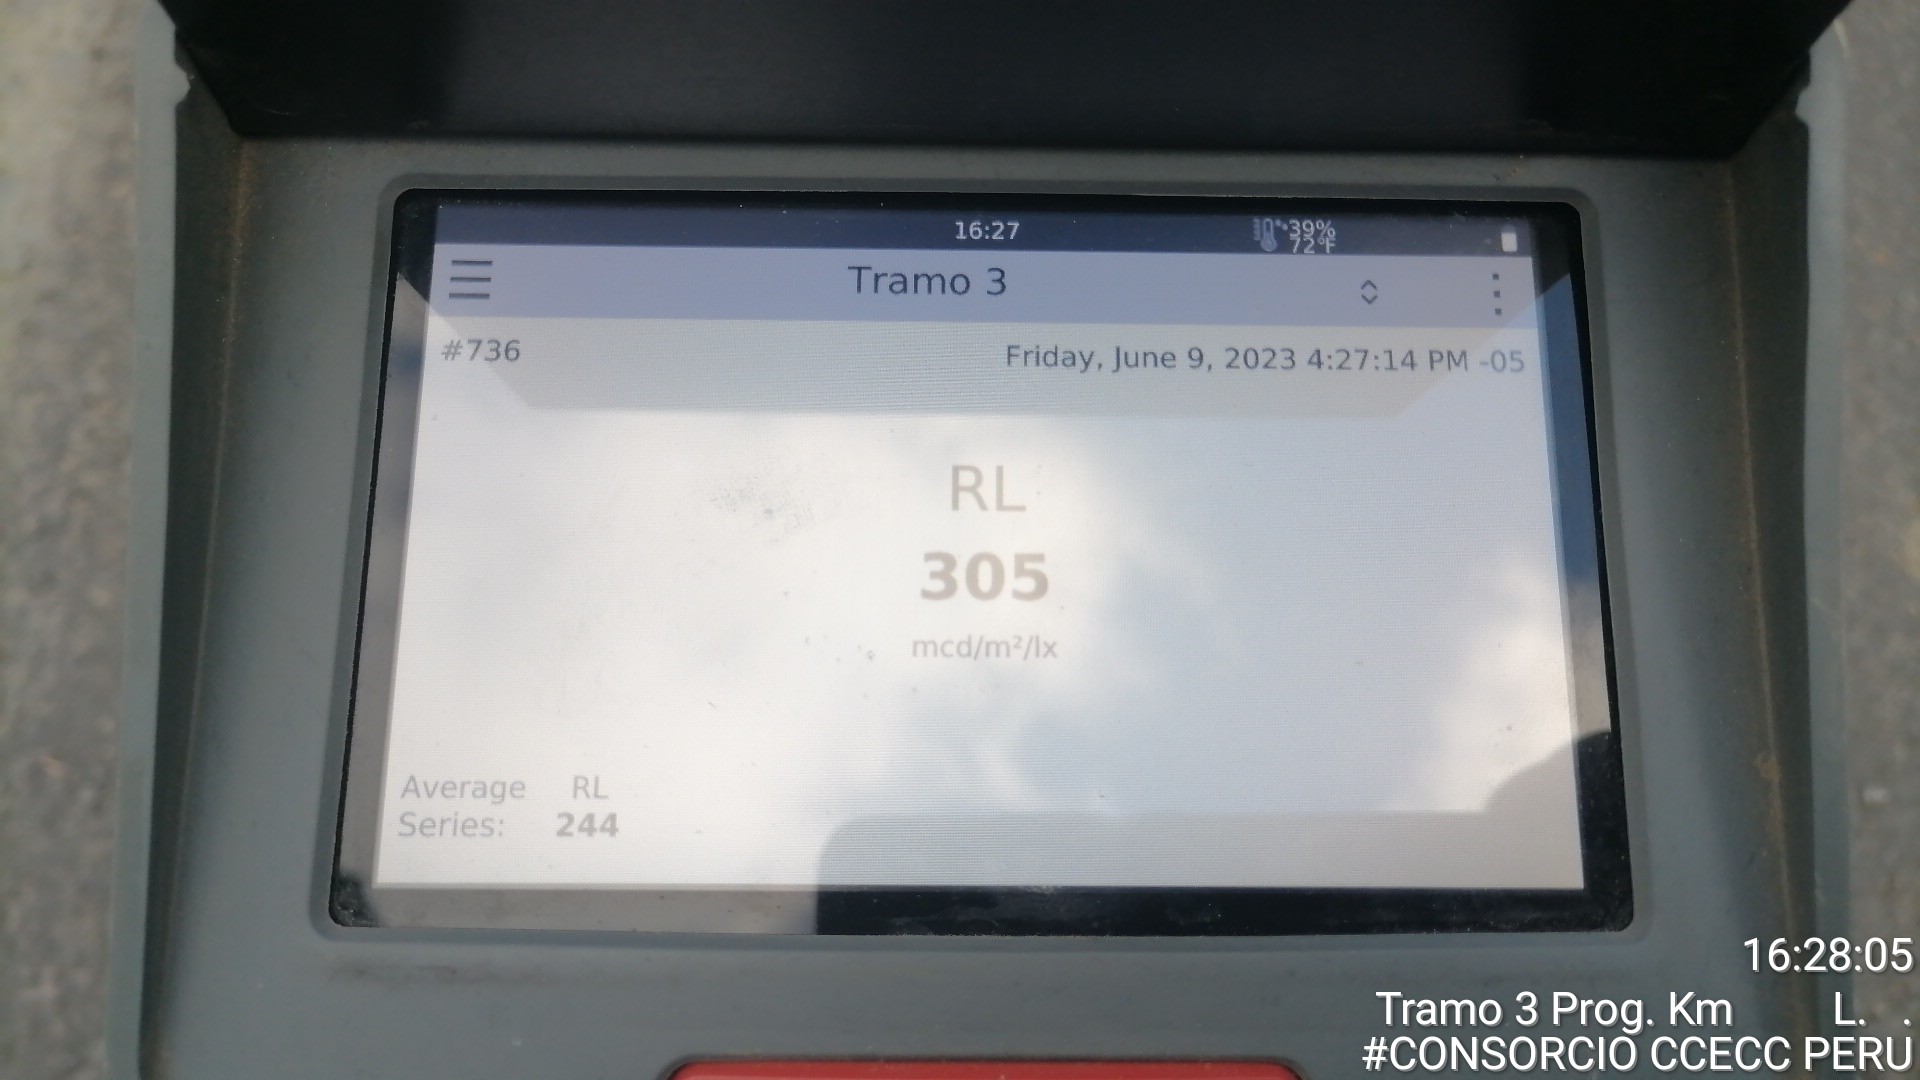 16:27
39%
72°F
Tramo 3
#736
Friday, June 9, 2023 4:27:14 PM -05
RL
305
mcd/m²/lx
Average RL
Series: 244
16:28:05
Tramo 3 Prog. Km L. .
#CONSORCIO CCECC PERU